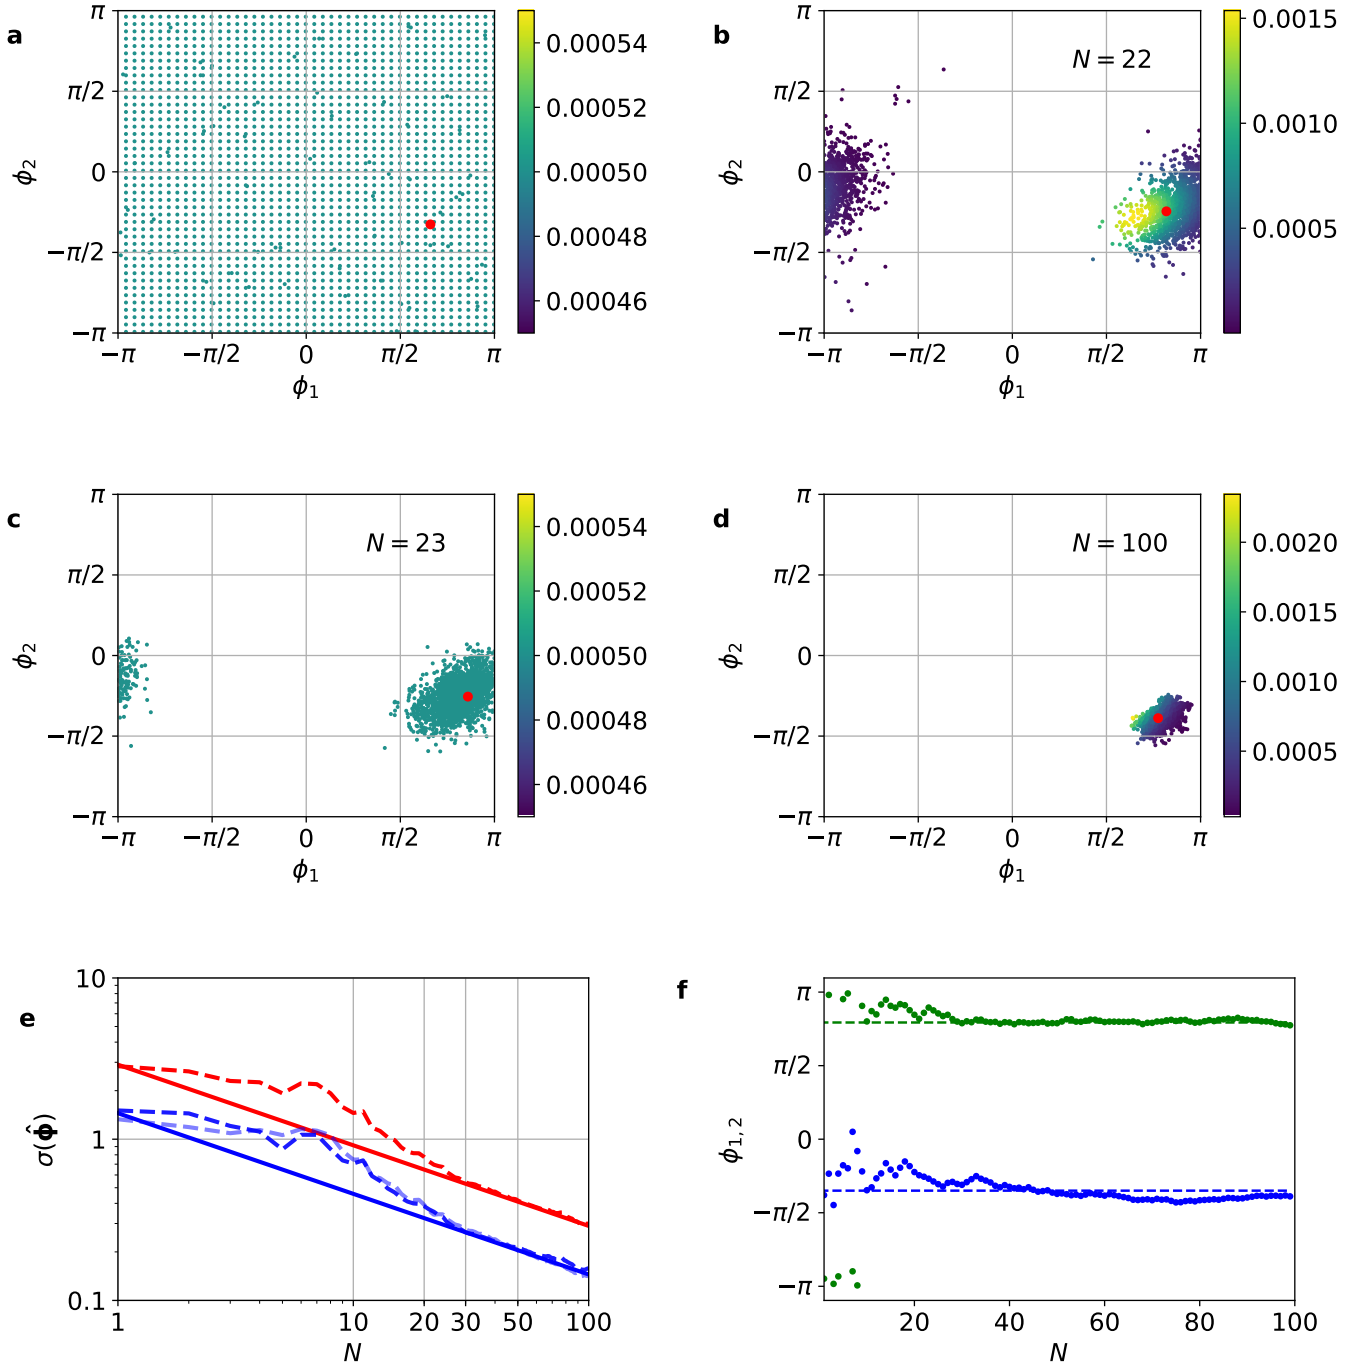 a
π
π/2
0
−π/2
−π
ϕ2
−π
−π/2
0
π/2
π
ϕ1
0.00054
0.00052
0.00050
0.00048
0.00046
b
N = 22
π
π/2
0
−π/2
−π
ϕ2
−π
−π/2
0
π/2
π
ϕ1
0.0015
0.0010
0.0005
c
N = 23
π
π/2
0
−π/2
−π
ϕ2
−π
−π/2
0
π/2
π
ϕ1
0.00054
0.00052
0.00050
0.00048
0.00046
d
N = 100
π
π/2
0
−π/2
−π
ϕ2
−π
−π/2
0
π/2
π
ϕ1
0.0020
0.0015
0.0010
0.0005
e
10
1
0.1
σ(ϕ̂)
1
10
20
30
50
100
N
f
π
π/2
0
−π/2
−π
ϕ1,2
20
40
60
80
100
N